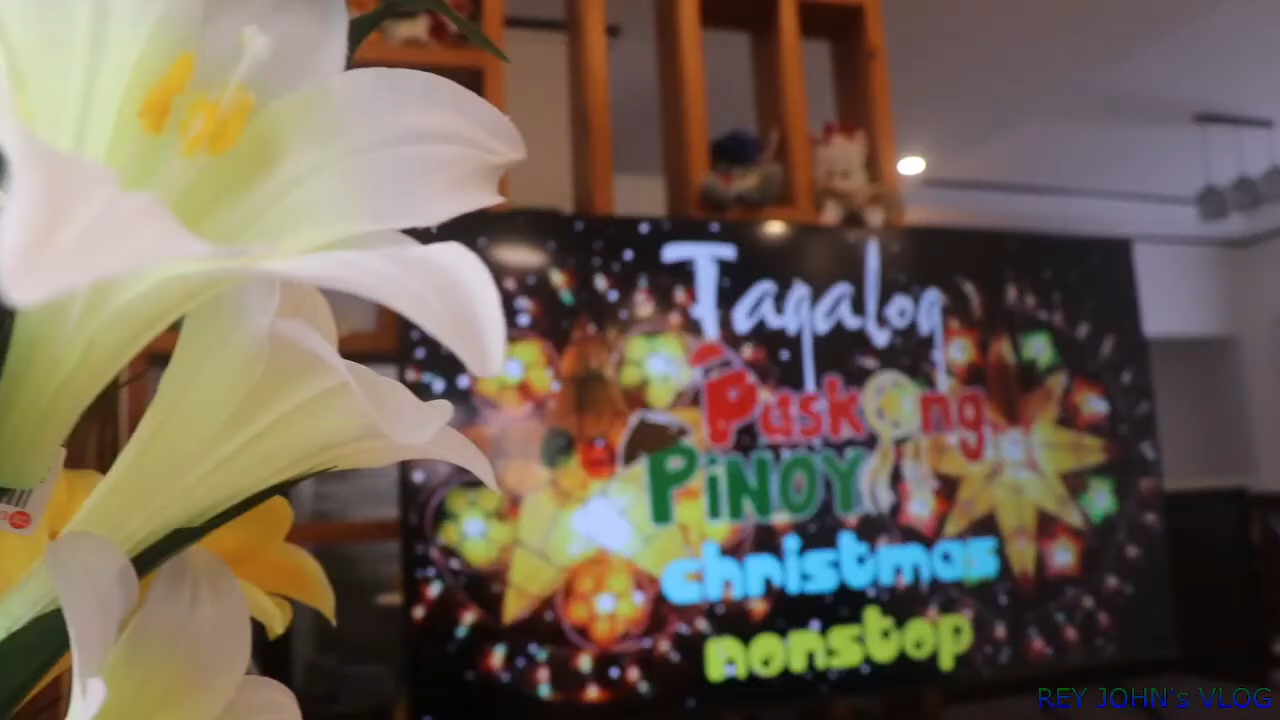 Tagalog
Paskong
PiNOY
christmas
nonstop
REY JOHN's VLOG